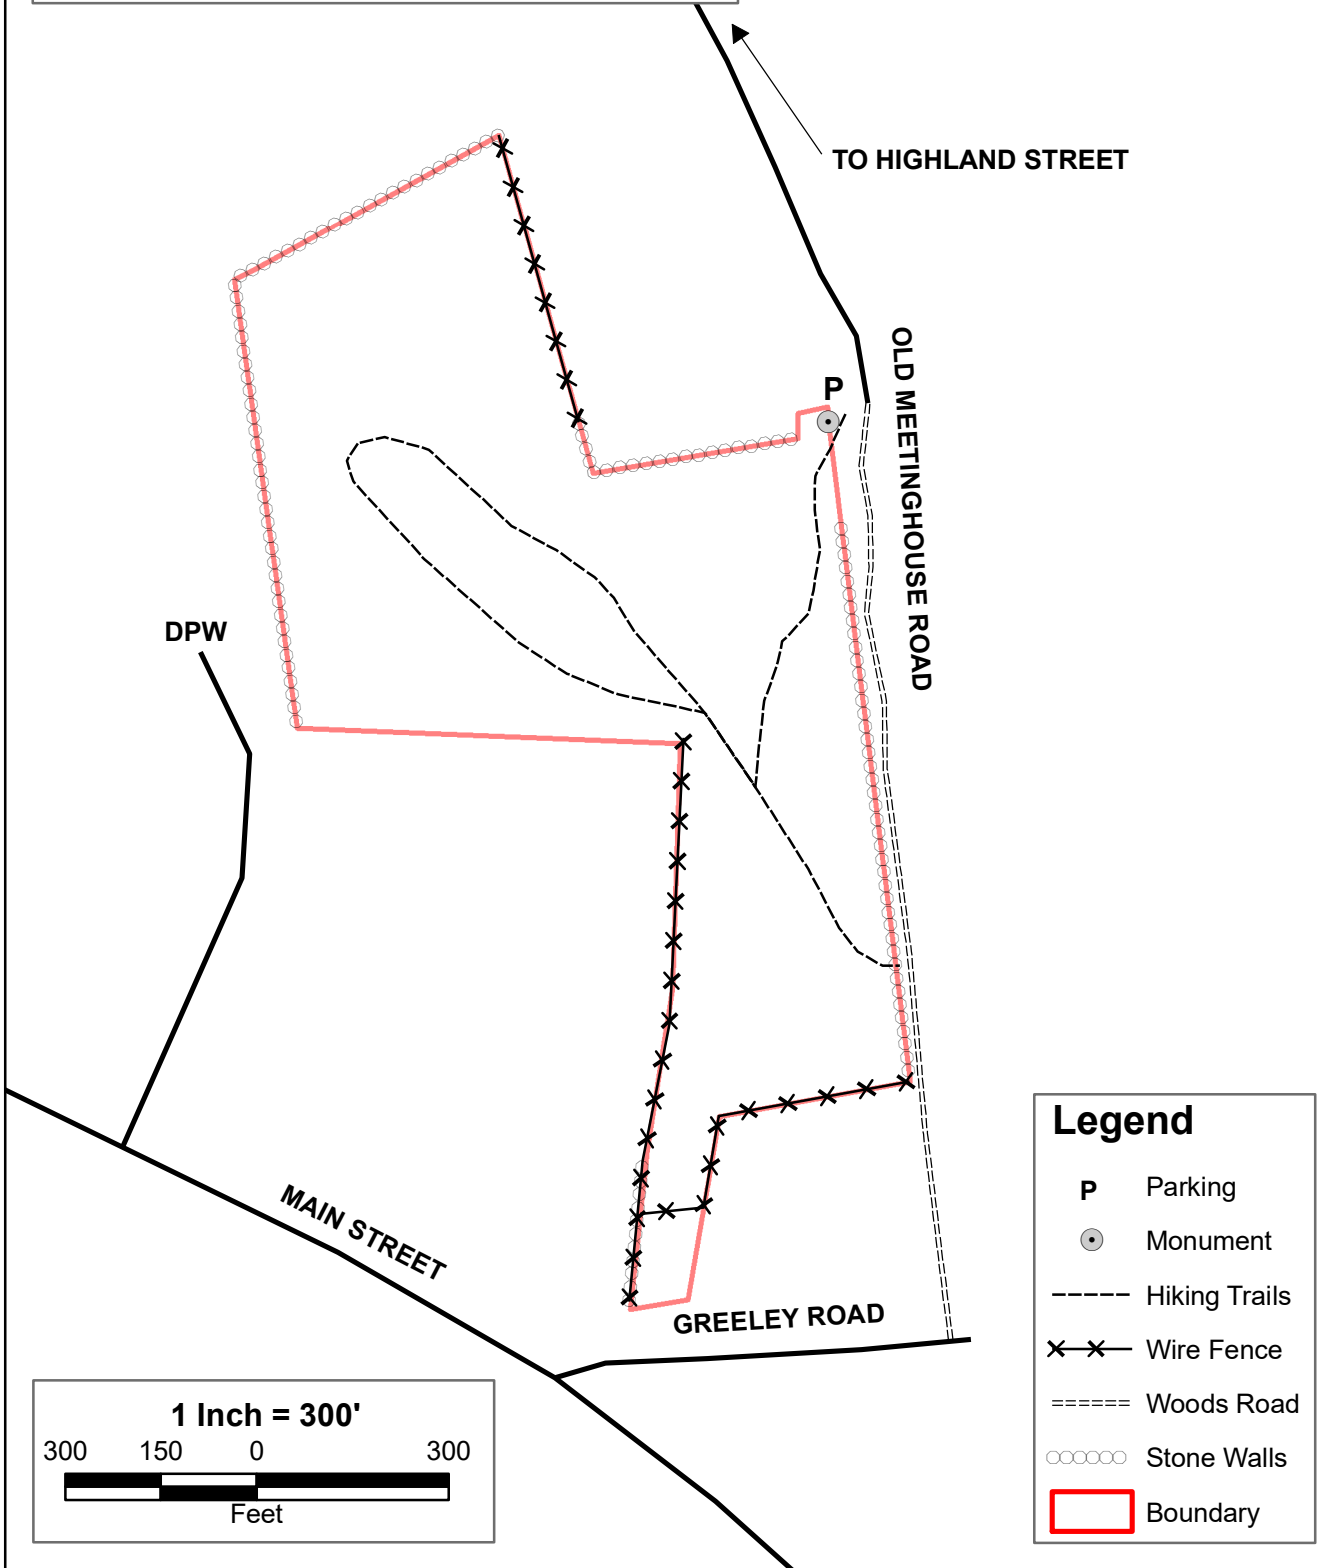 TO HIGHLAND STREET
P
OLD MEETINGHOUSE ROAD
DPW
MAIN STREET
GREELEY ROAD
1 Inch = 300'
300 150 0 300
Feet
Legend
P Parking
Monument
Hiking Trails
Wire Fence
Woods Road
Stone Walls
Boundary